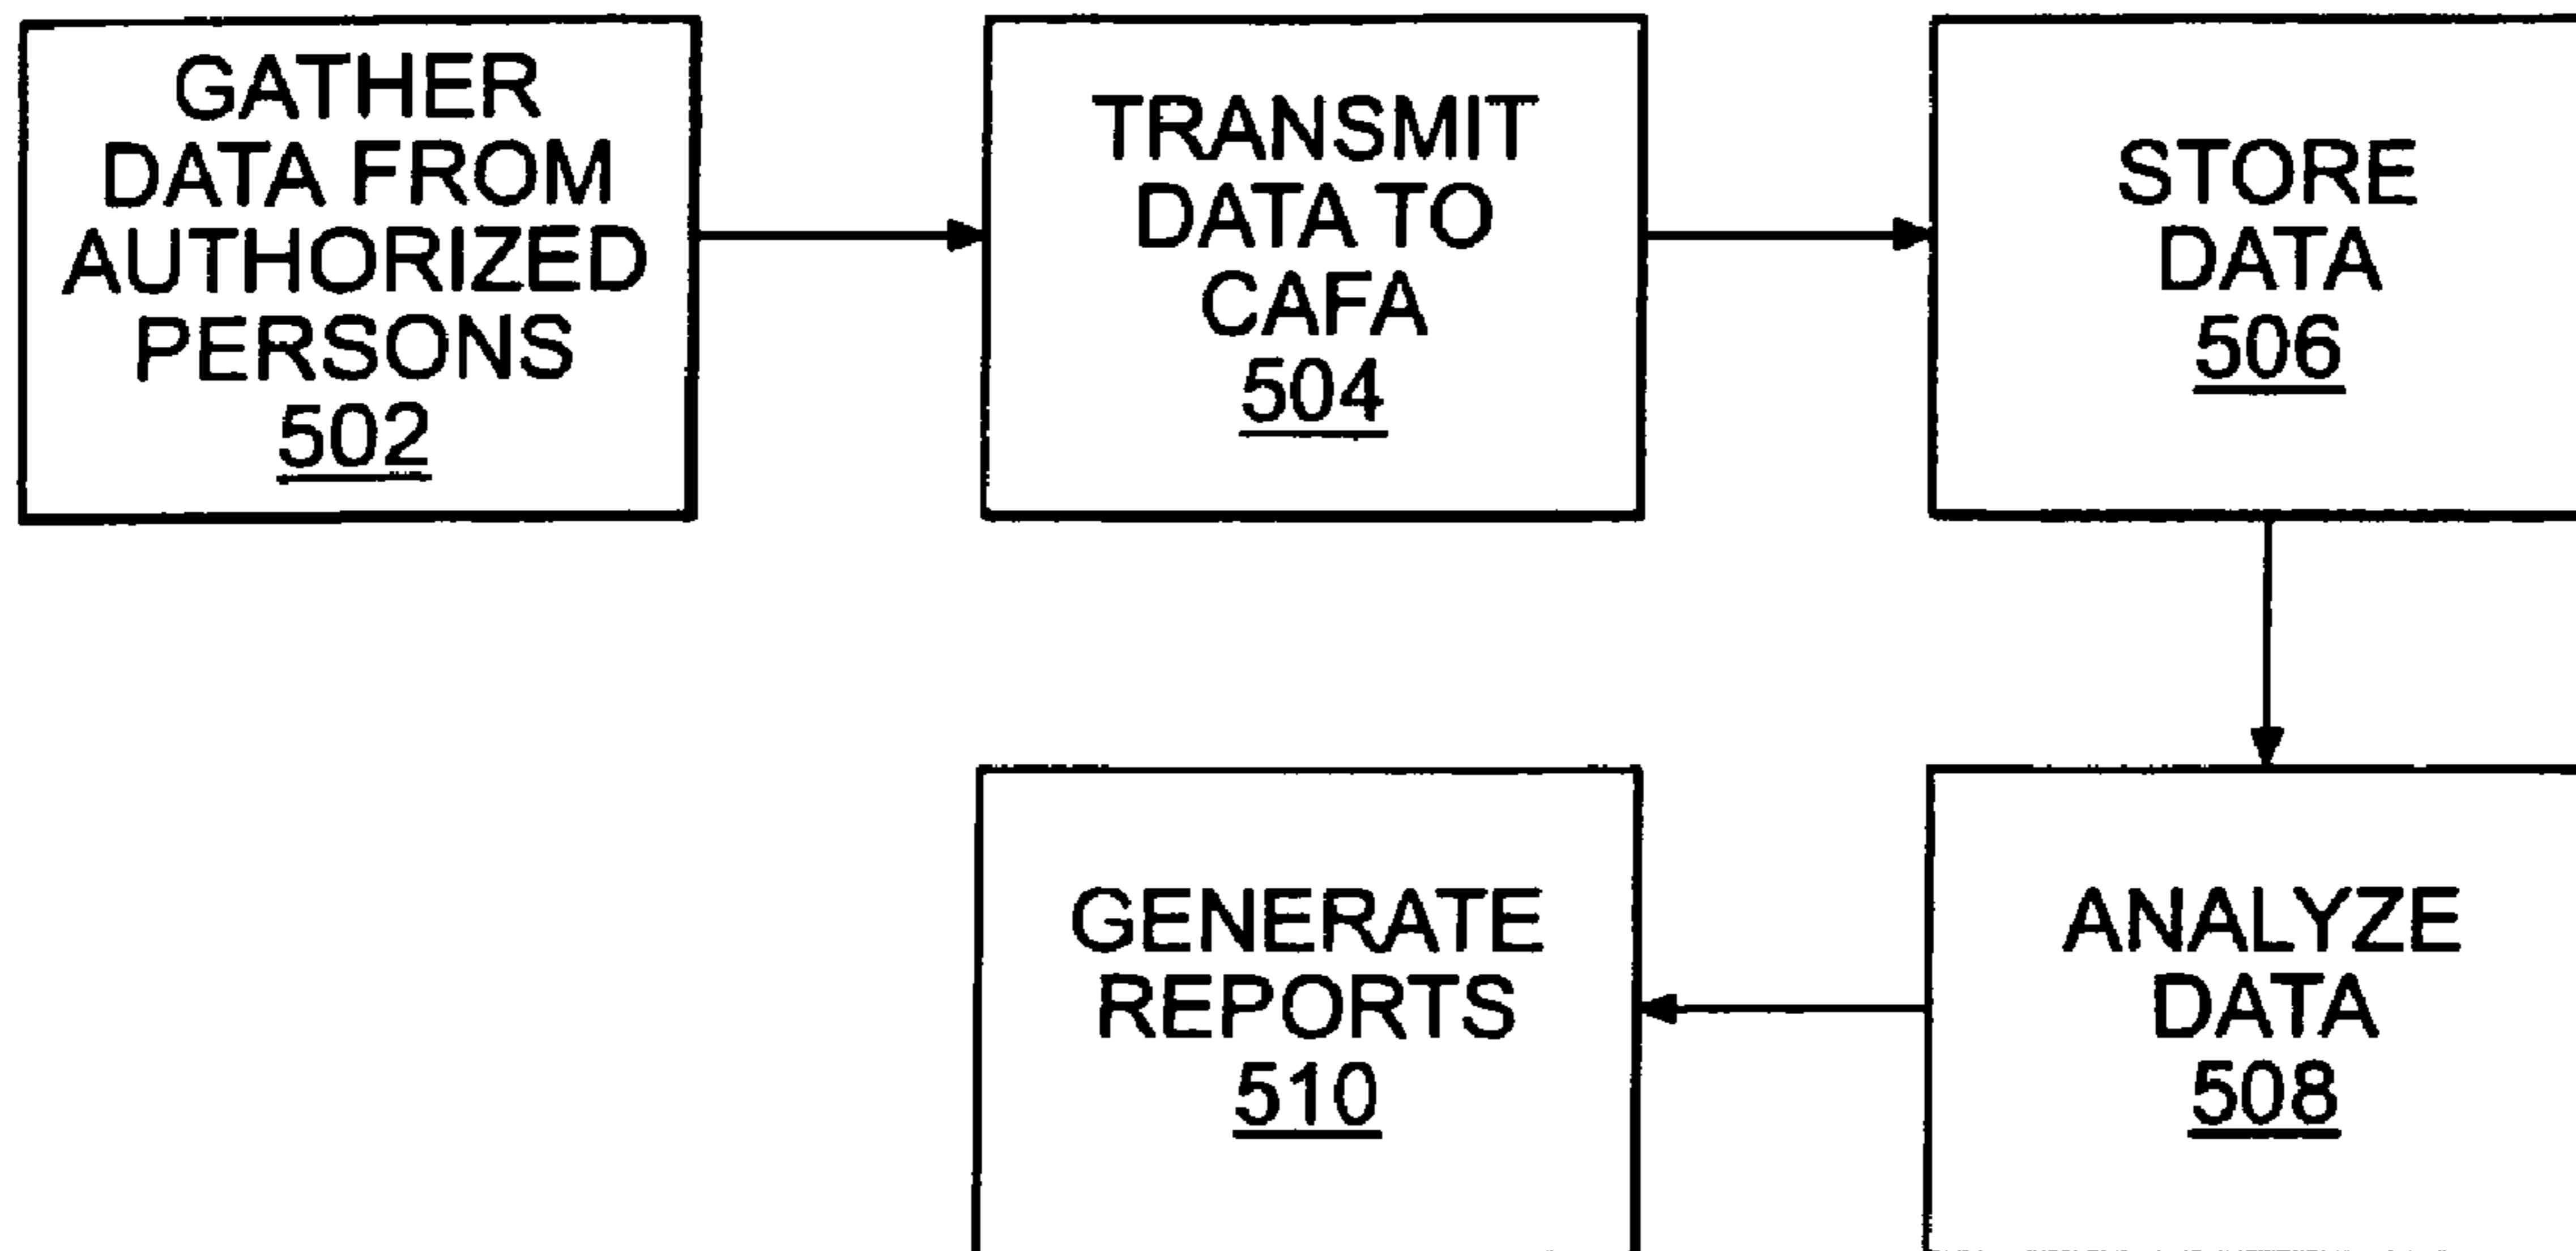 GATHER
DATA FROM
AUTHORIZED
PERSONS
502
TRANSMIT
DATA TO
CAFA
504
STORE
DATA
506
GENERATE
REPORTS
510
ANALYZE
DATA
508